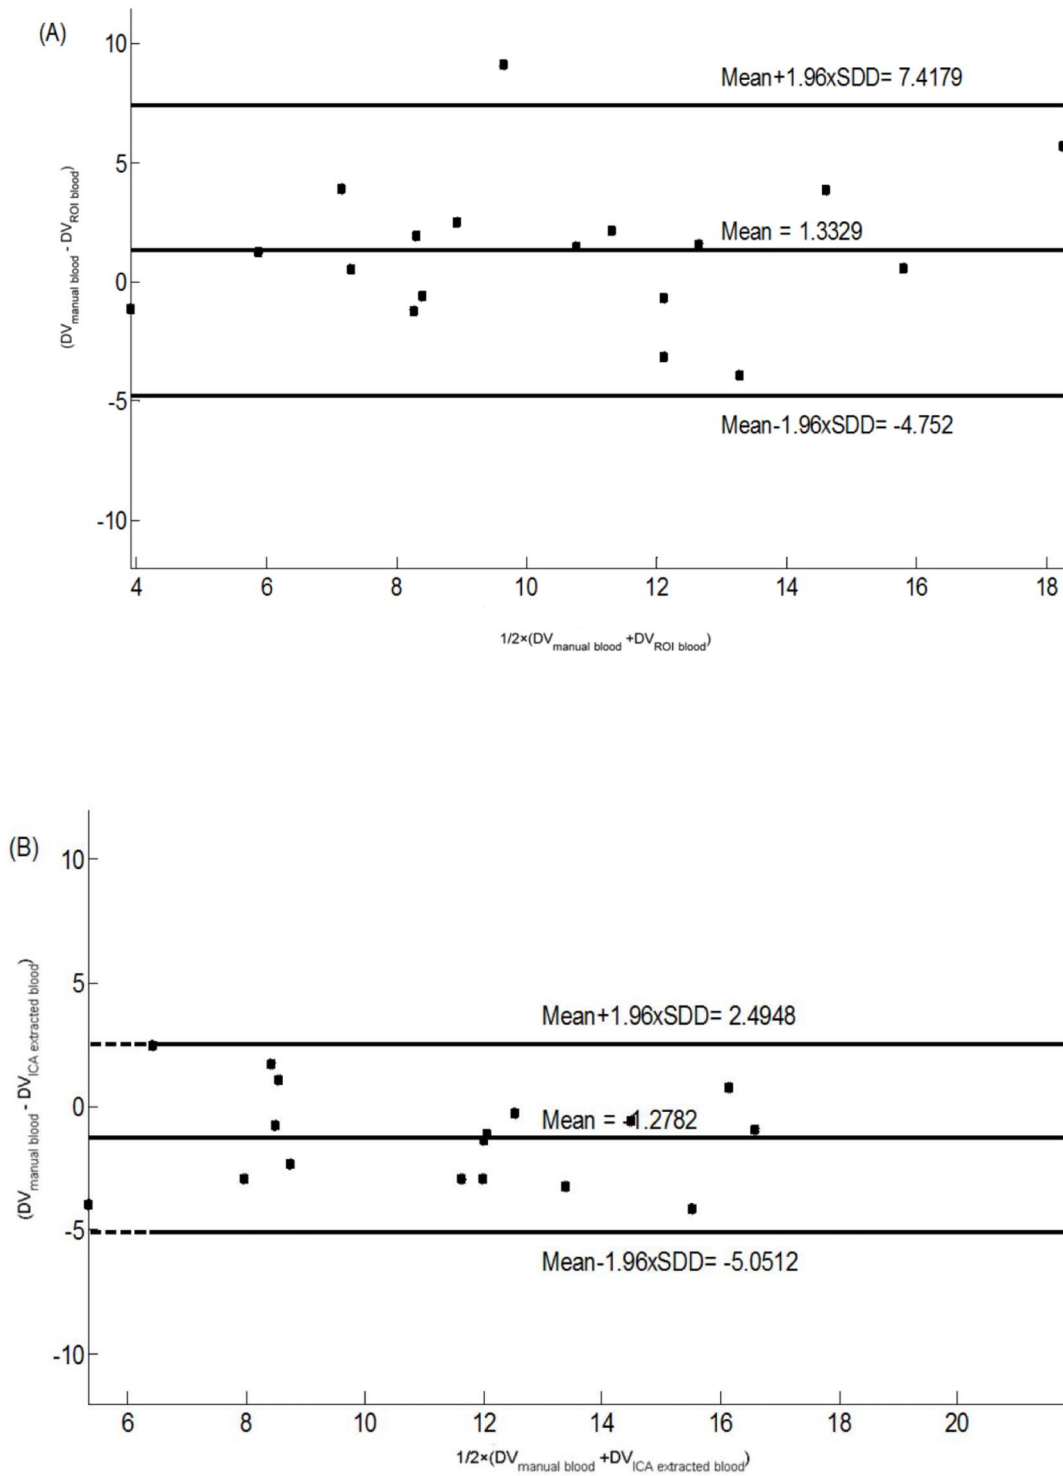 (A)
10
Mean+1.96xSDD= 7.4179
5
Mean = 1.3329
0
-5
Mean-1.96xSDD= -4.752
-10
(DVmanual blood - DVROI blood)
4 6 8 10 12 14 16 18
1/2×(DVmanual blood +DVROI blood)
(B)
10
5
Mean+1.96xSDD= 2.4948
0
Mean = -1.2782
-5
Mean-1.96xSDD= -5.0512
-10
(DVmanual blood - DVICA extracted blood)
6 8 10 12 14 16 18 20
1/2×(DVmanual blood +DVICA extracted blood)